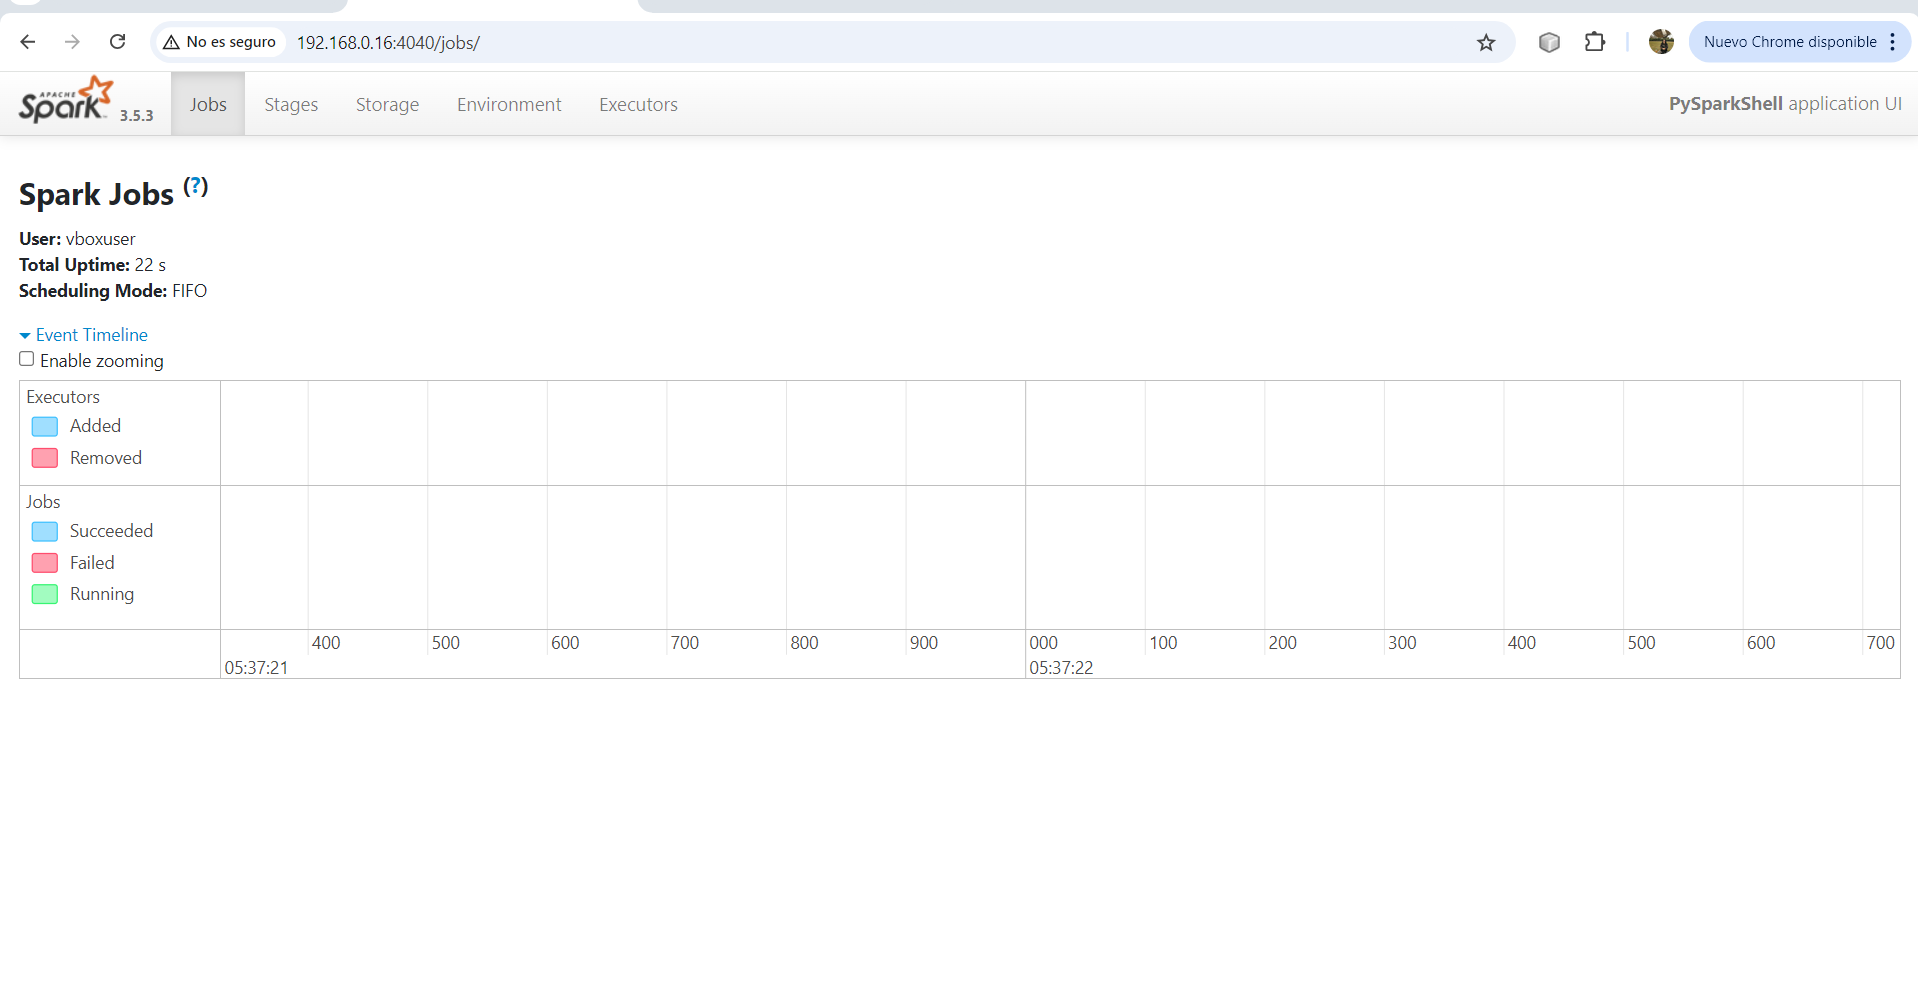 No es seguro 192.168.0.16:4040/jobs/ Nuevo Chrome disponible
APACHE Spark 3.5.3 Jobs Stages Storage Environment Executors PySparkShell application UI
Spark Jobs (?)
User: vboxuser
Total Uptime: 22 s
Scheduling Mode: FIFO
Event Timeline
Enable zooming
Executors
Added
Removed
Jobs
Succeeded
Failed
Running
400 500 600 700 800 900 000 100 200 300 400 500 600 700
05:37:21 05:37:22